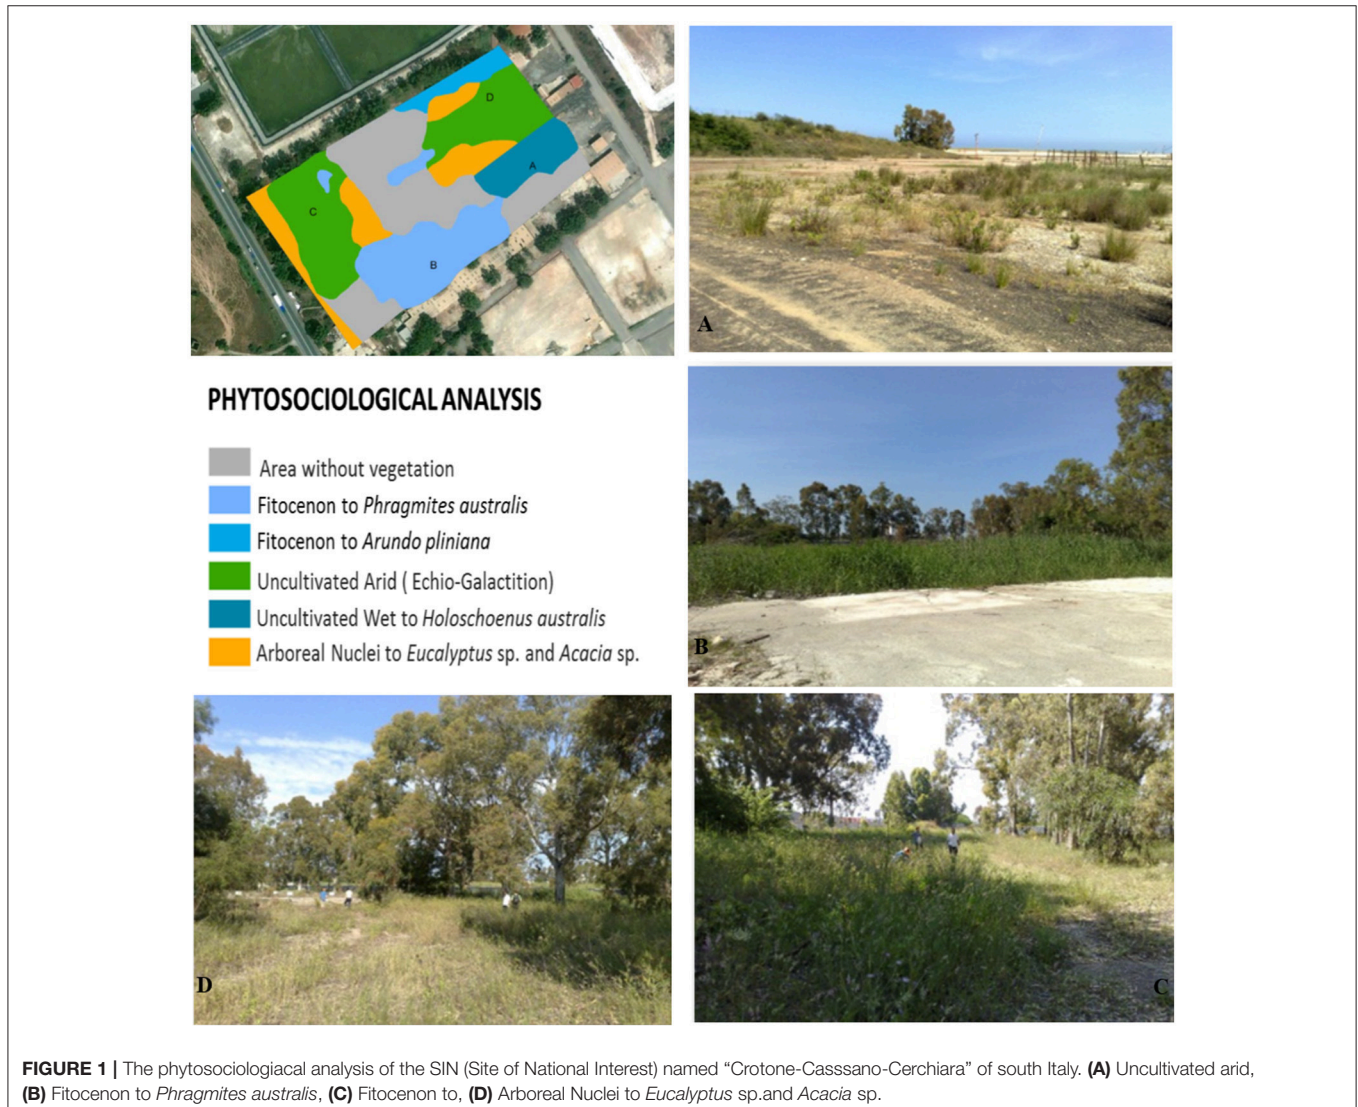 D
A
C
B
A
PHYTOSOCIOLOGICAL ANALYSIS
Area without vegetation
Fitocenon to Phragmites australis
Fitocenon to Arundo pliniana
Uncultivated Arid ( Echio-Galactition)
Uncultivated Wet to Holoschoenus australis
Arboreal Nuclei to Eucalyptus sp. and Acacia sp.
B
D
C
FIGURE 1 | The phytosociologiacal analysis of the SIN (Site of National Interest) named “Crotone-Casssano-Cerchiara” of south Italy. (A) Uncultivated arid,
(B) Fitocenon to Phragmites australis, (C) Fitocenon to, (D) Arboreal Nuclei to Eucalyptus sp.and Acacia sp.